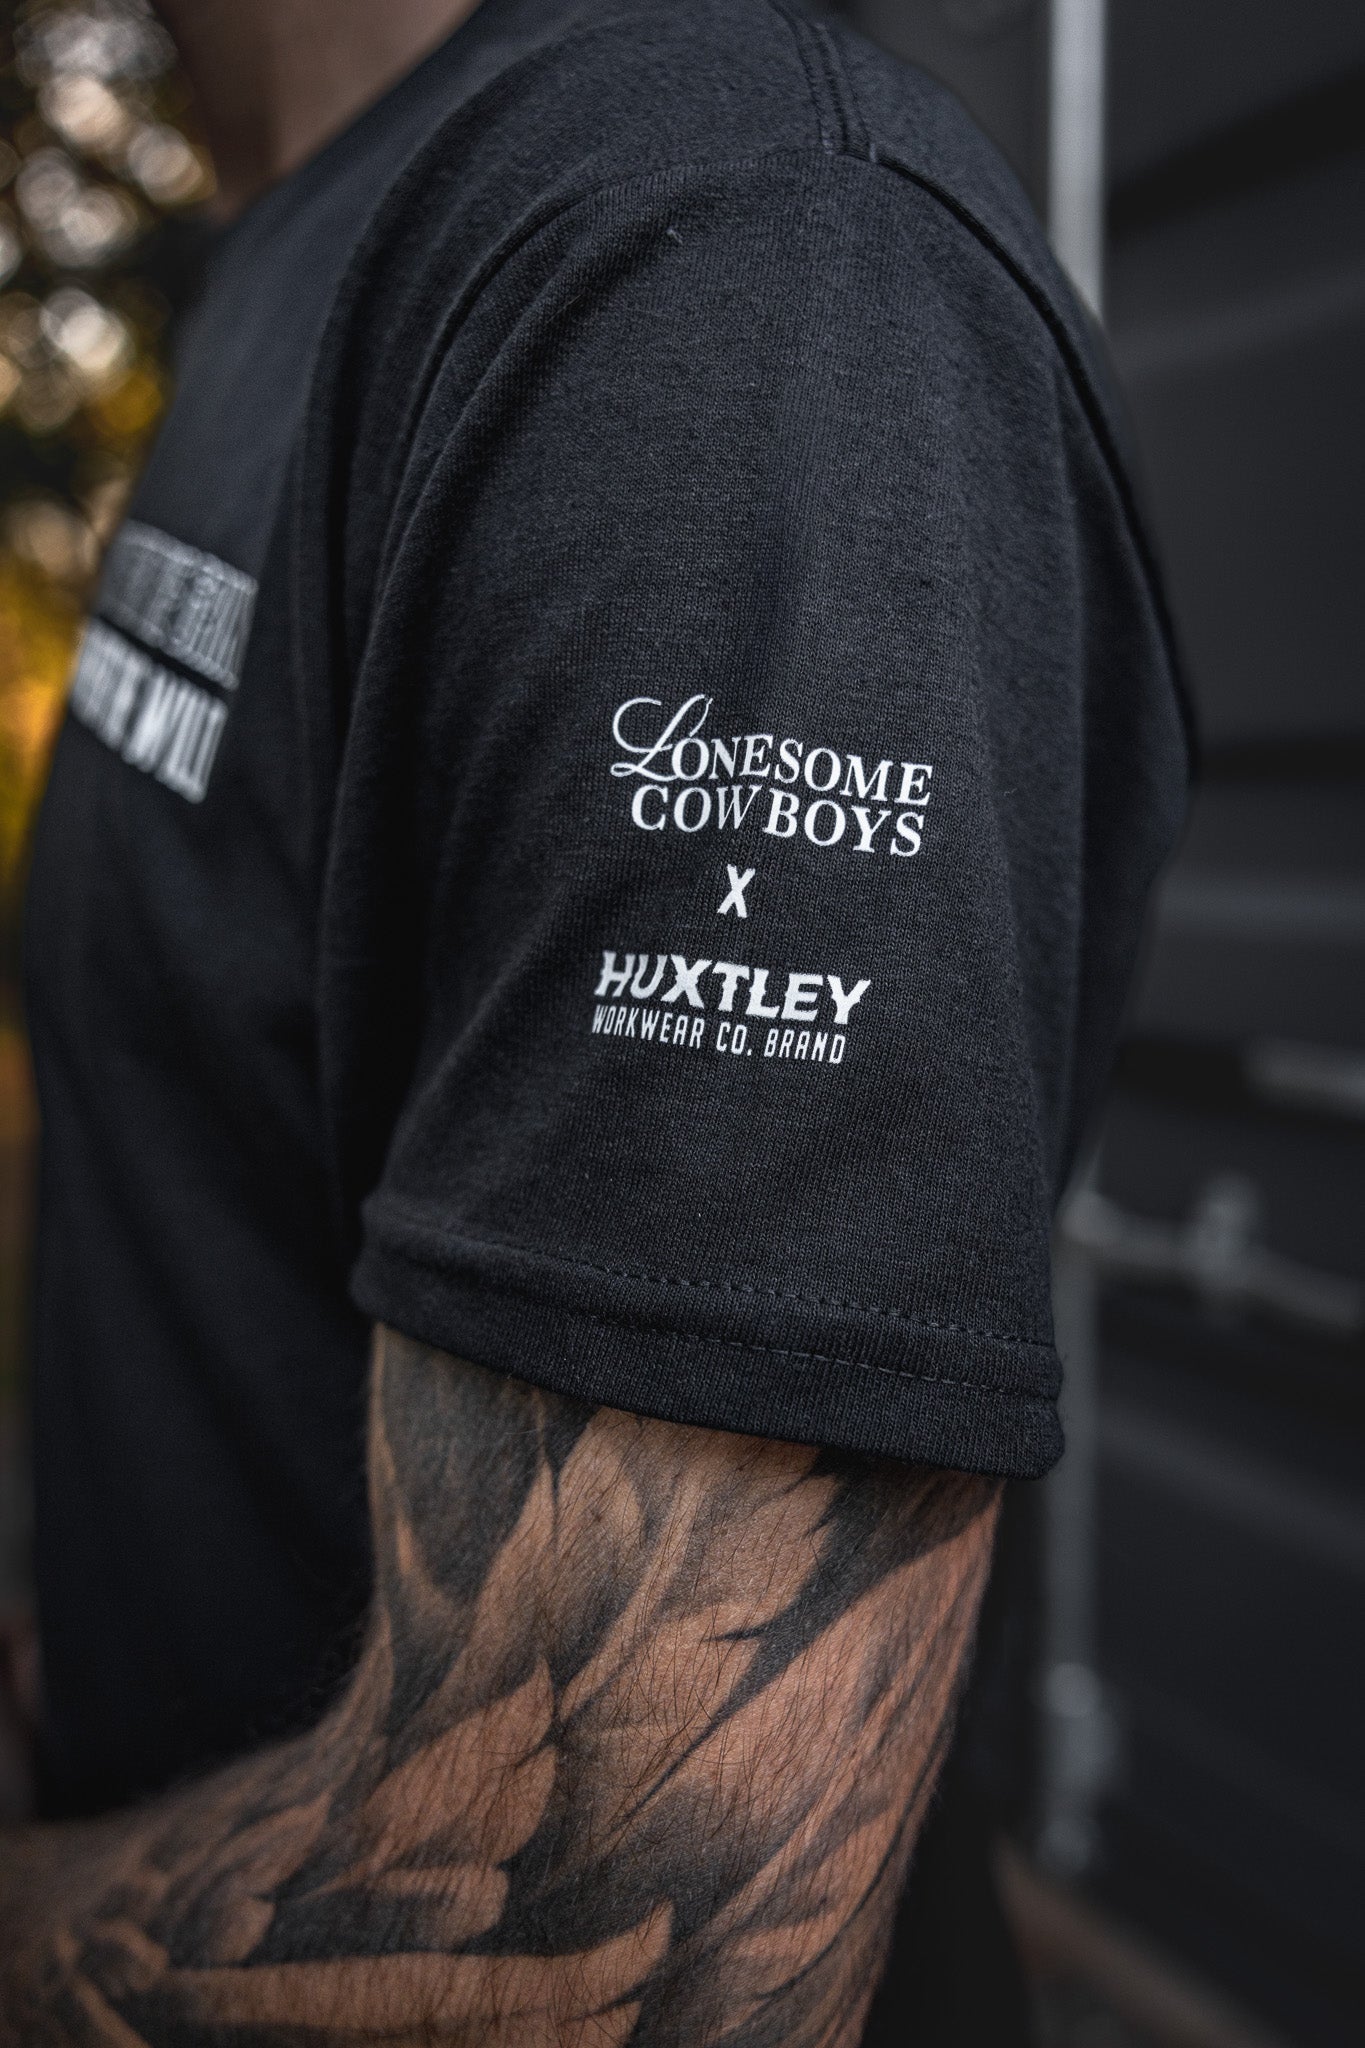 LONESOME
COWBOYS
X
HUXTLEY
WORKWEAR CO. BRAND